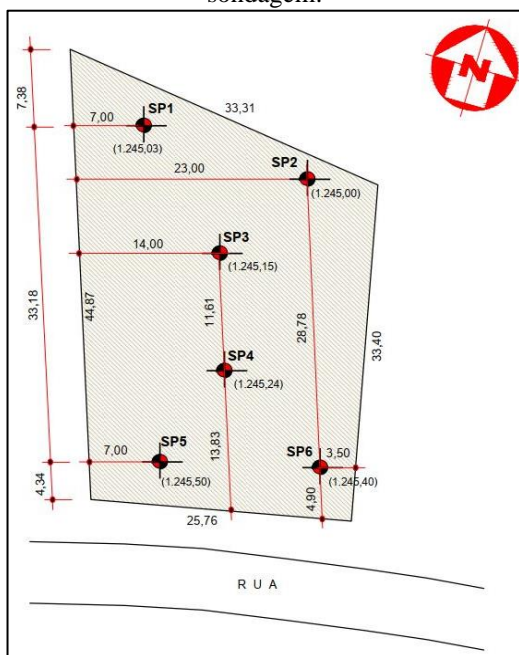 sondagem.
N
7,38
7,00
SP1
(1.245,03)
33,31
SP2
23,00
(1.245,00)
SP3
14,00
(1.245,15)
33,18
44,87
11,61
28,78
33,40
SP4
(1.245,24)
SP5
7,00
(1.245,50)
13,83
SP6
3,50
(1.245,40)
4,34
4,90
25,76
R U A